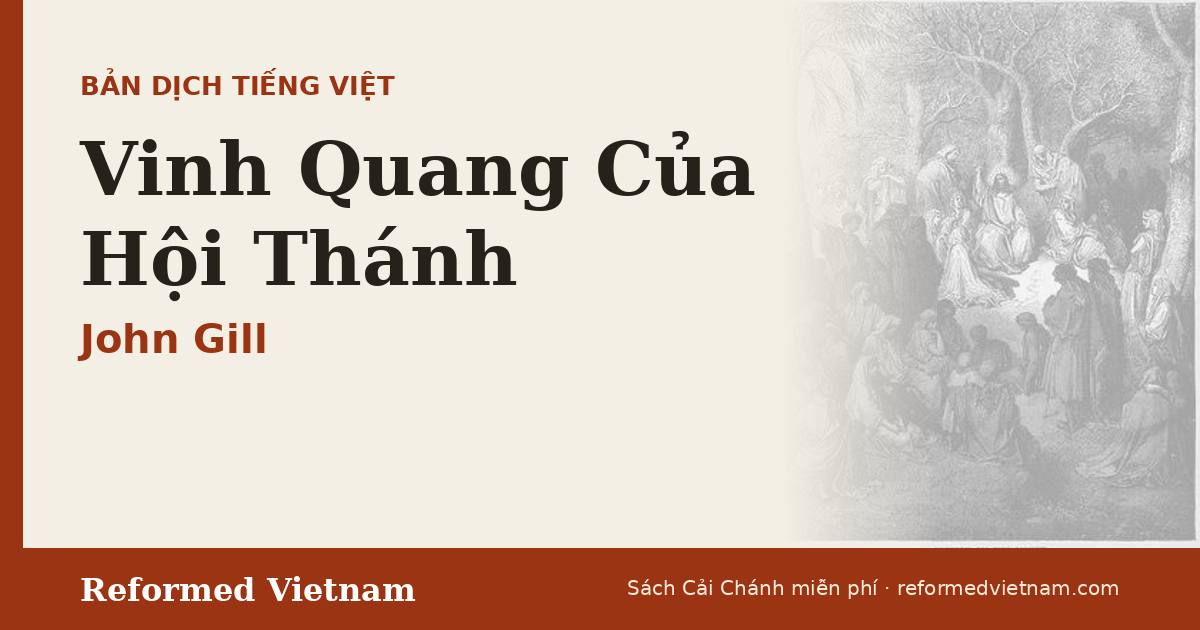 BẢN DỊCH TIẾNG VIỆT
Vinh Quang Của
Hội Thánh
John Gill
Reformed Vietnam
Sách Cải Chánh miễn phí · reformedvietnam.com